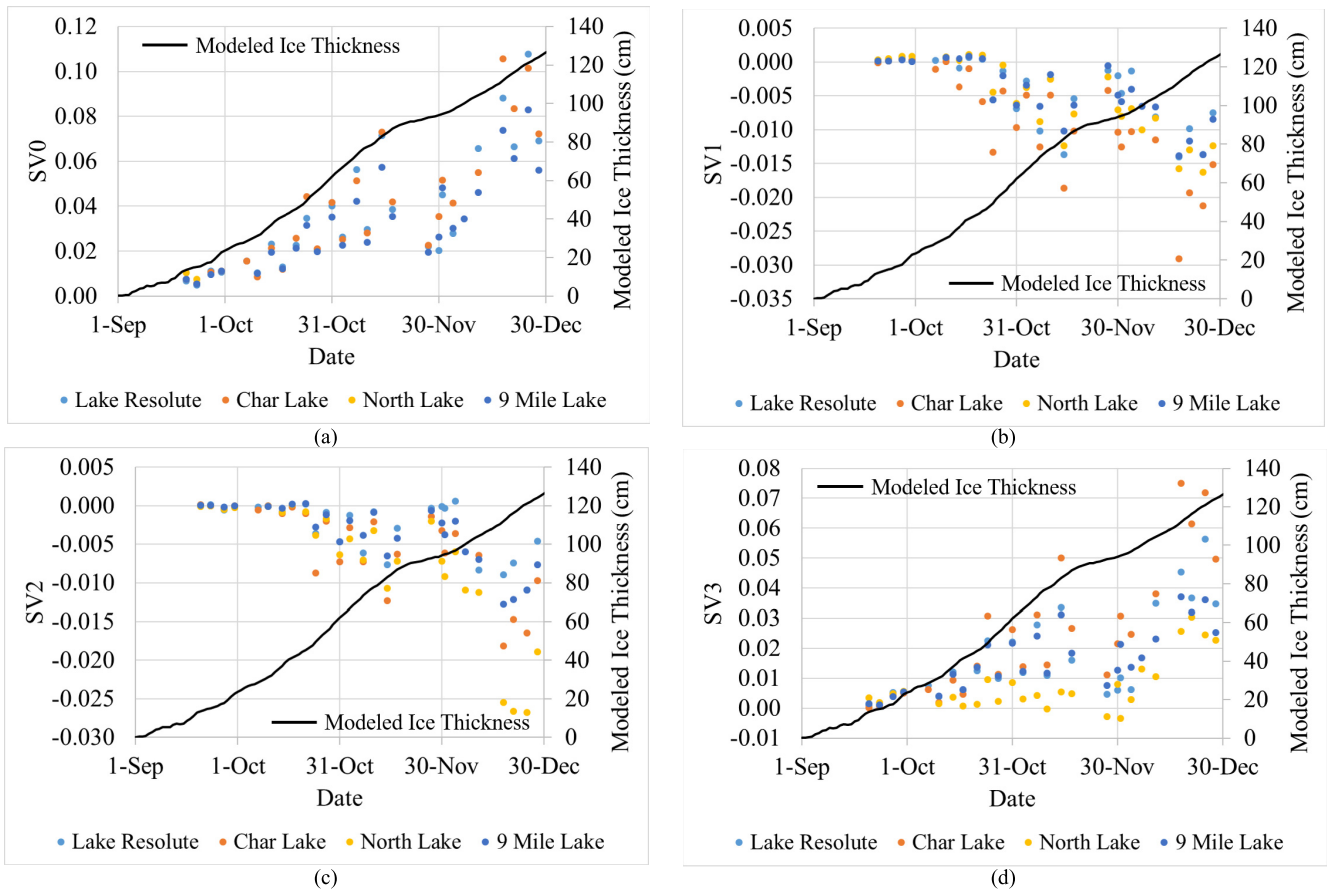 0.12
0.10
0.08
0.06
0.04
0.02
0.00
SV0
Modeled Ice Thickness
140
120
100
80
60
40
20
0
Modeled Ice Thickness (cm)
1-Sep 1-Oct 31-Oct 30-Nov 30-Dec
Date
Lake Resolute Char Lake North Lake 9 Mile Lake
(a)
0.005
0.000
-0.005
-0.010
-0.015
-0.020
-0.025
-0.030
-0.035
SV1
Modeled Ice Thickness
140
120
100
80
60
40
20
0
Modeled Ice Thickness (cm)
1-Sep 1-Oct 31-Oct 30-Nov 30-Dec
Date
Lake Resolute Char Lake North Lake 9 Mile Lake
(b)
0.005
0.000
-0.005
-0.010
-0.015
-0.020
-0.025
-0.030
SV2
Modeled Ice Thickness
140
120
100
80
60
40
20
0
Modeled Ice Thickness (cm)
1-Sep 1-Oct 31-Oct 30-Nov 30-Dec
Date
Lake Resolute Char Lake North Lake 9 Mile Lake
(c)
0.08
0.07
0.06
0.05
0.04
0.03
0.02
0.01
0.00
-0.01
SV3
Modeled Ice Thickness
140
120
100
80
60
40
20
0
Modeled Ice Thickness (cm)
1-Sep 1-Oct 31-Oct 30-Nov 30-Dec
Date
Lake Resolute Char Lake North Lake 9 Mile Lake
(d)